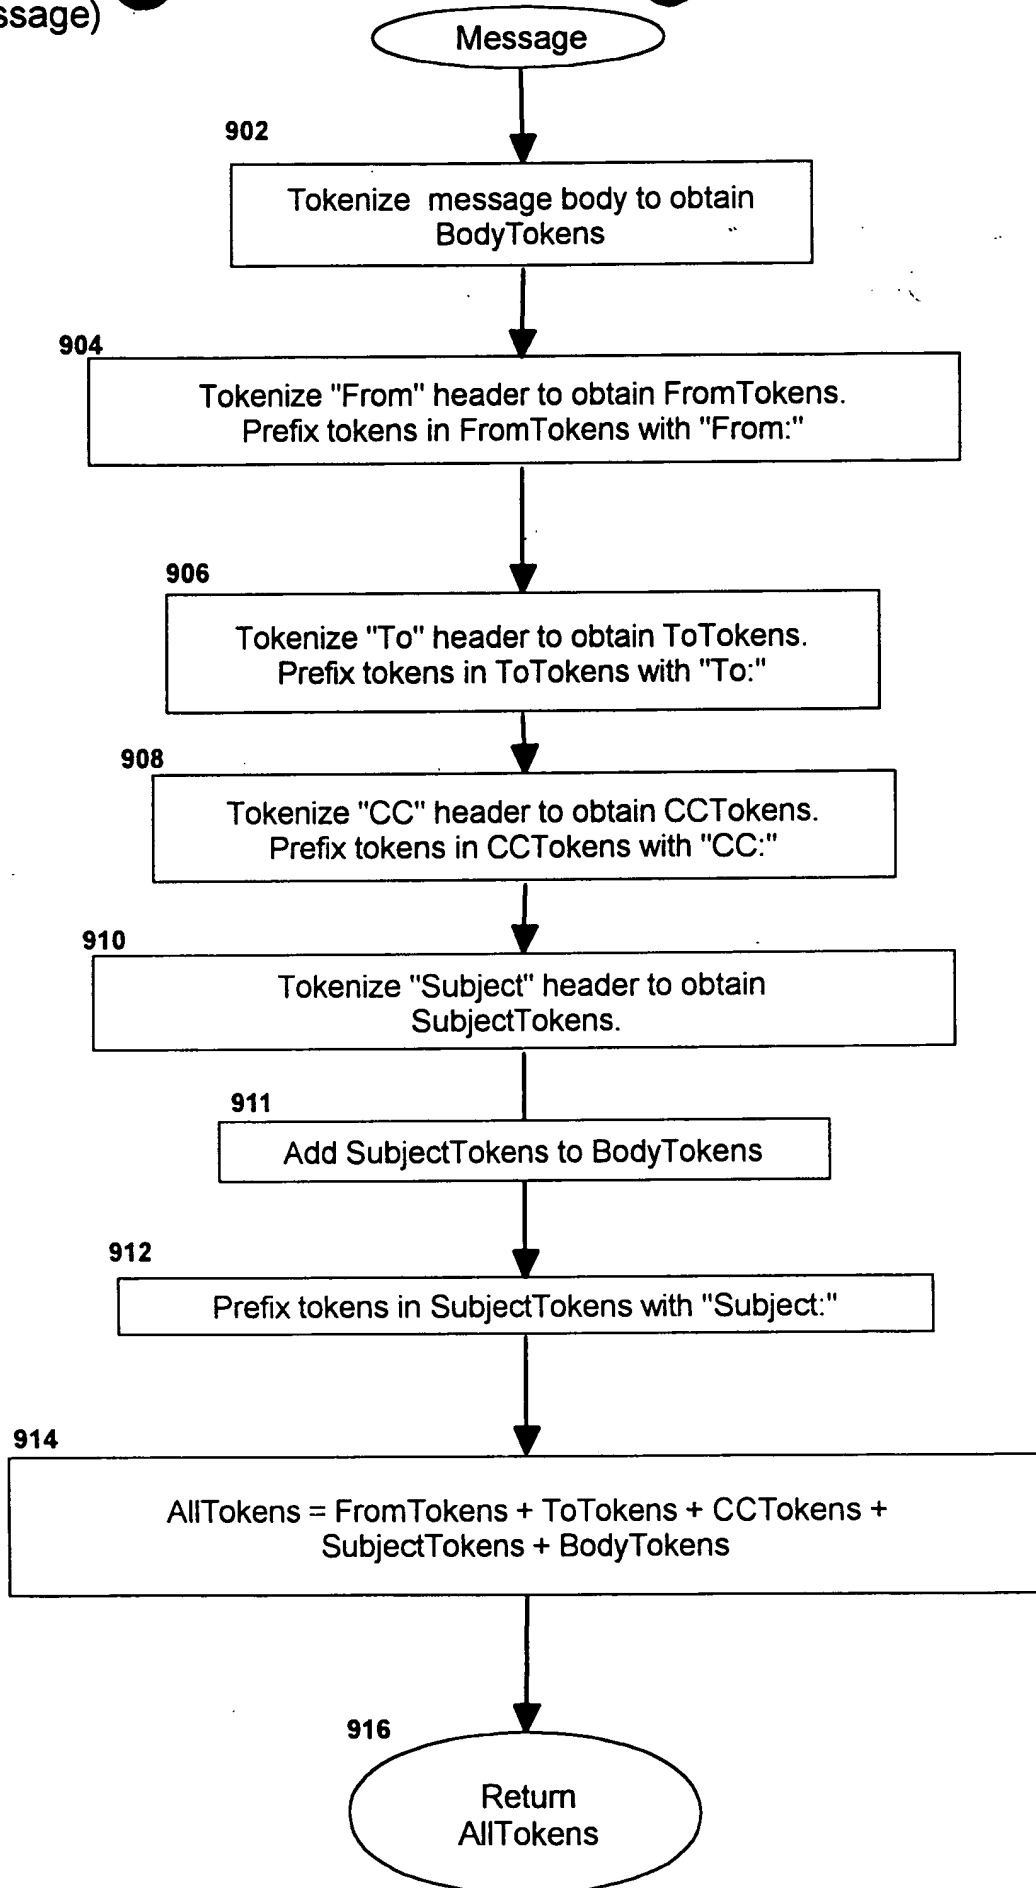 ssage)
Message
902
Tokenize message body to obtain
BodyTokens
904
Tokenize "From" header to obtain FromTokens.
Prefix tokens in FromTokens with "From:"
906
Tokenize "To" header to obtain ToTokens.
Prefix tokens in ToTokens with "To:"
908
Tokenize "CC" header to obtain CCTokens.
Prefix tokens in CCTokens with "CC:"
910
Tokenize "Subject" header to obtain
SubjectTokens.
911
Add SubjectTokens to BodyTokens
912
Prefix tokens in SubjectTokens with "Subject:"
914
AllTokens = FromTokens + ToTokens + CCTokens +
SubjectTokens + BodyTokens
916
Return
AllTokens